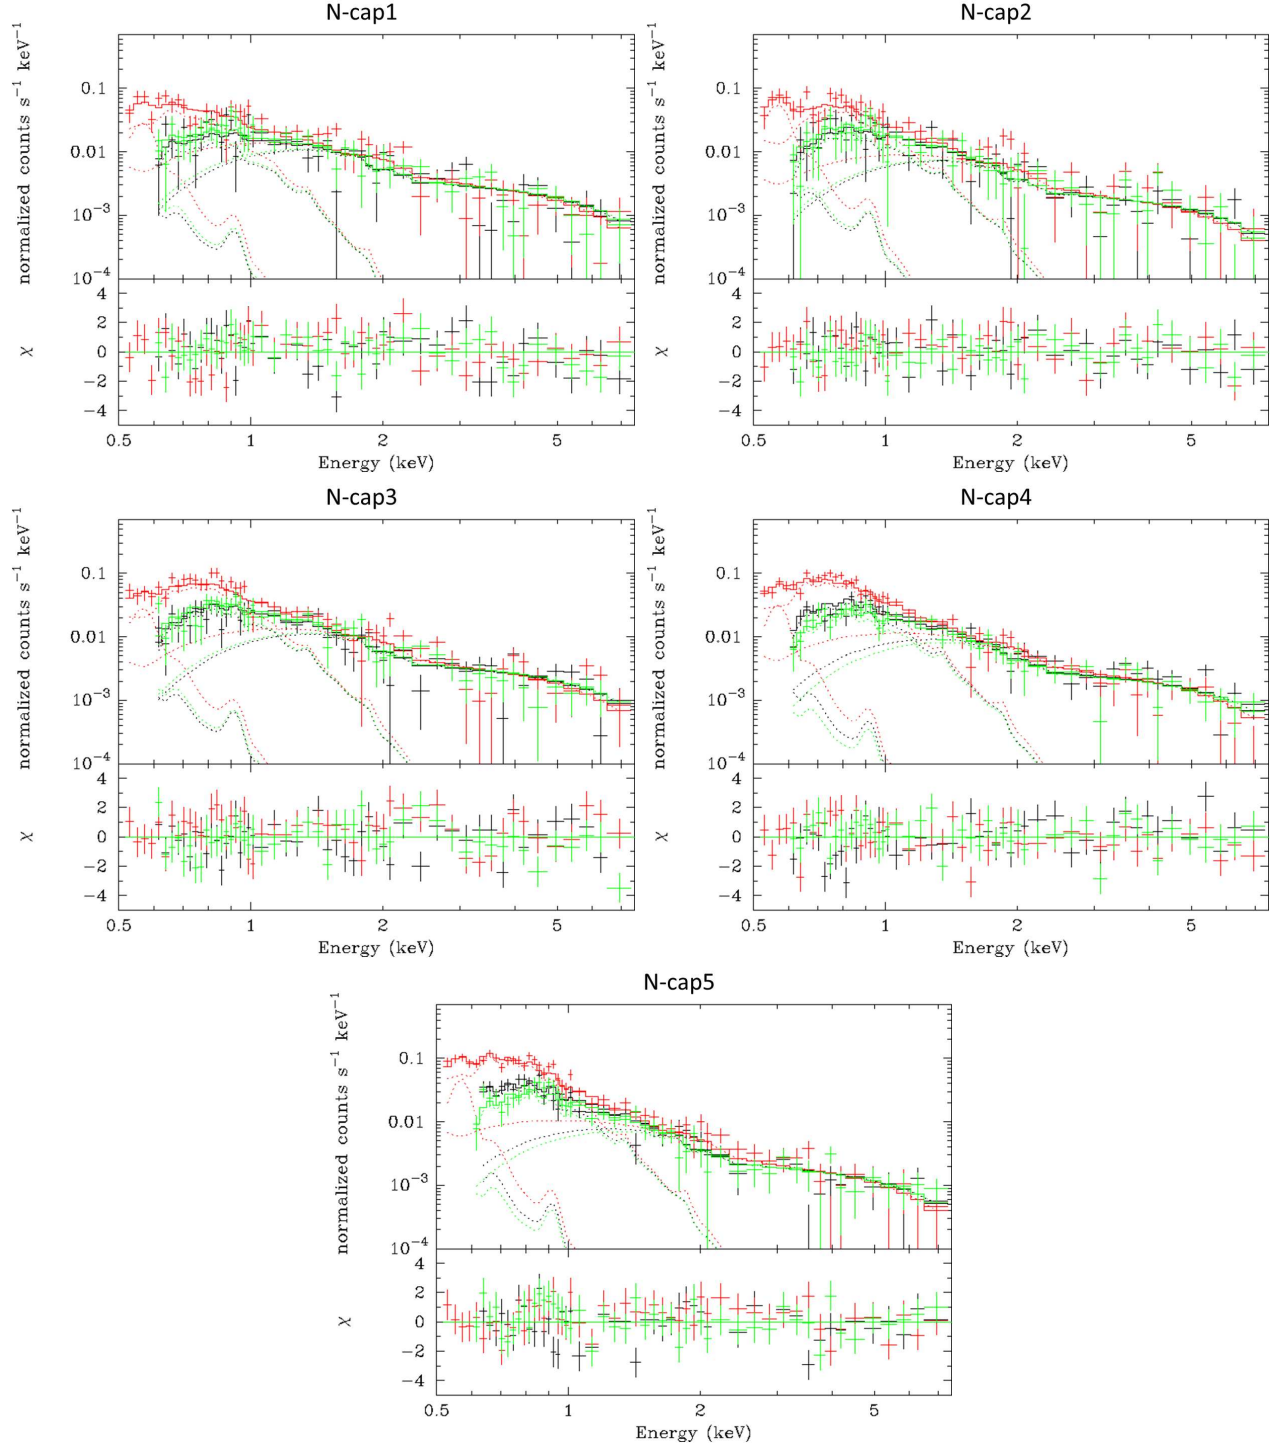 N-cap1
normalized counts s⁻¹ keV⁻¹
0.1
0.01
10⁻³
10⁻⁴
χ
4
2
0
−2
−4
0.5 1 2 5
Energy (keV)
N-cap2
normalized counts s⁻¹ keV⁻¹
0.1
0.01
10⁻³
10⁻⁴
χ
4
2
0
−2
−4
0.5 1 2 5
Energy (keV)
N-cap3
normalized counts s⁻¹ keV⁻¹
0.1
0.01
10⁻³
10⁻⁴
χ
4
2
0
−2
−4
0.5 1 2 5
Energy (keV)
N-cap4
normalized counts s⁻¹ keV⁻¹
0.1
0.01
10⁻³
10⁻⁴
χ
4
2
0
−2
−4
0.5 1 2 5
Energy (keV)
N-cap5
normalized counts s⁻¹ keV⁻¹
0.1
0.01
10⁻³
10⁻⁴
χ
4
2
0
−2
−4
0.5 1 2 5
Energy (keV)